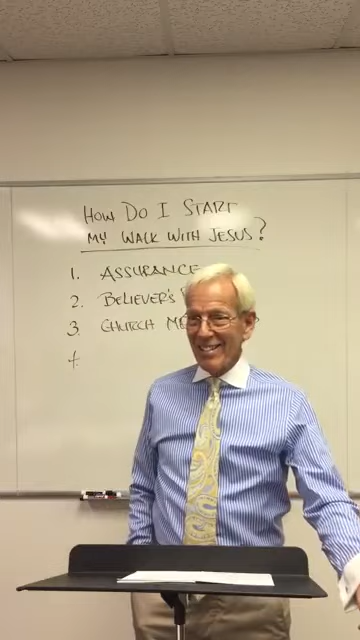 How Do I START
MY WALK WITH JESUS?
1. ASSURANCE
2. BELIEVER'S
3. CHURCH
4.